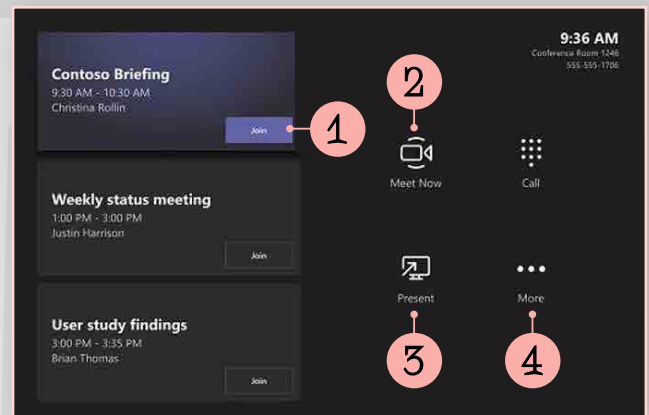 Contoso Briefing
9:30 AM - 10:30 AM
Christina Rollin
Join
1
Weekly status meeting
1:00 PM - 3:00 PM
Justin Harrison
Join
User study findings
3:00 PM - 3:35 PM
Brian Thomas
Join
9:36 AM
Conference Room 1246
555-555-1706
2
Meet Now
Call
Present
More
3
4